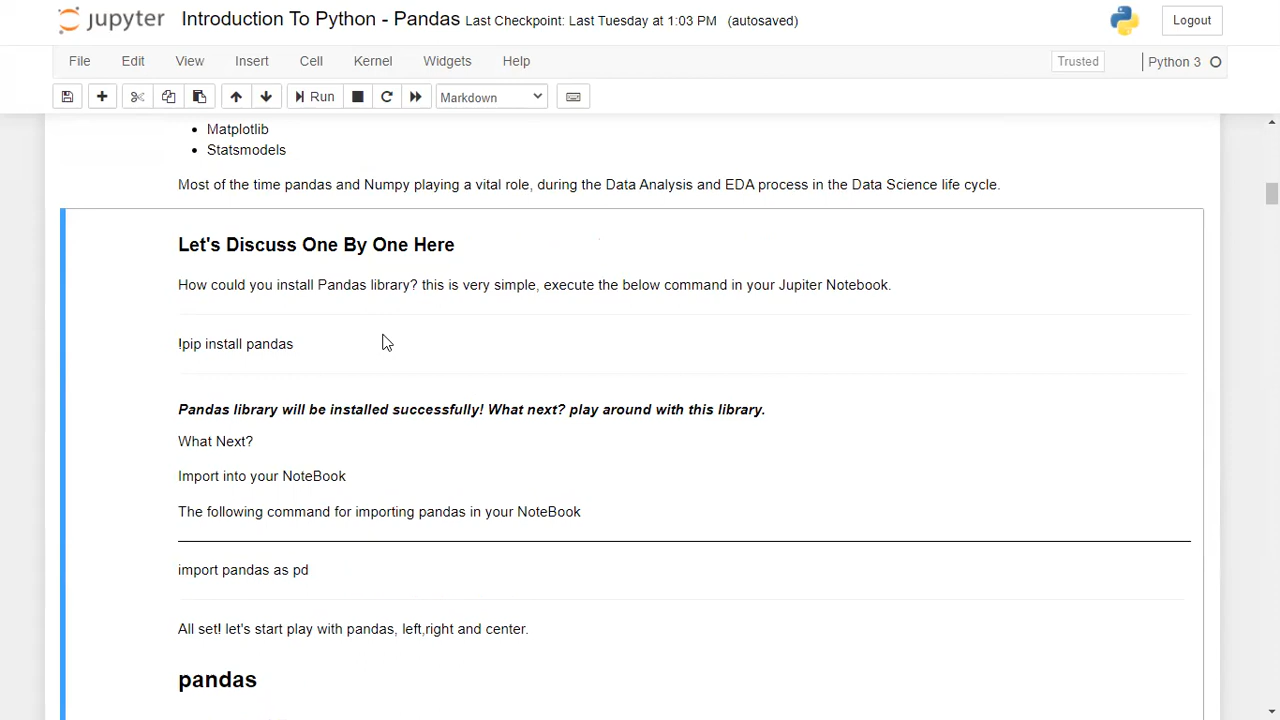 jupyter Introduction To Python - Pandas Last Checkpoint: Last Tuesday at 1:03 PM (autosaved) Logout
File Edit View Insert Cell Kernel Widgets Help Trusted Python 3
Run Markdown
• Matplotlib
• Statsmodels
Most of the time pandas and Numpy playing a vital role, during the Data Analysis and EDA process in the Data Science life cycle.
Let's Discuss One By One Here
How could you install Pandas library? this is very simple, execute the below command in your Jupiter Notebook.
!pip install pandas
Pandas library will be installed successfully! What next? play around with this library.
What Next?
Import into your NoteBook
The following command for importing pandas in your NoteBook
import pandas as pd
All set! let's start play with pandas, left,right and center.
pandas